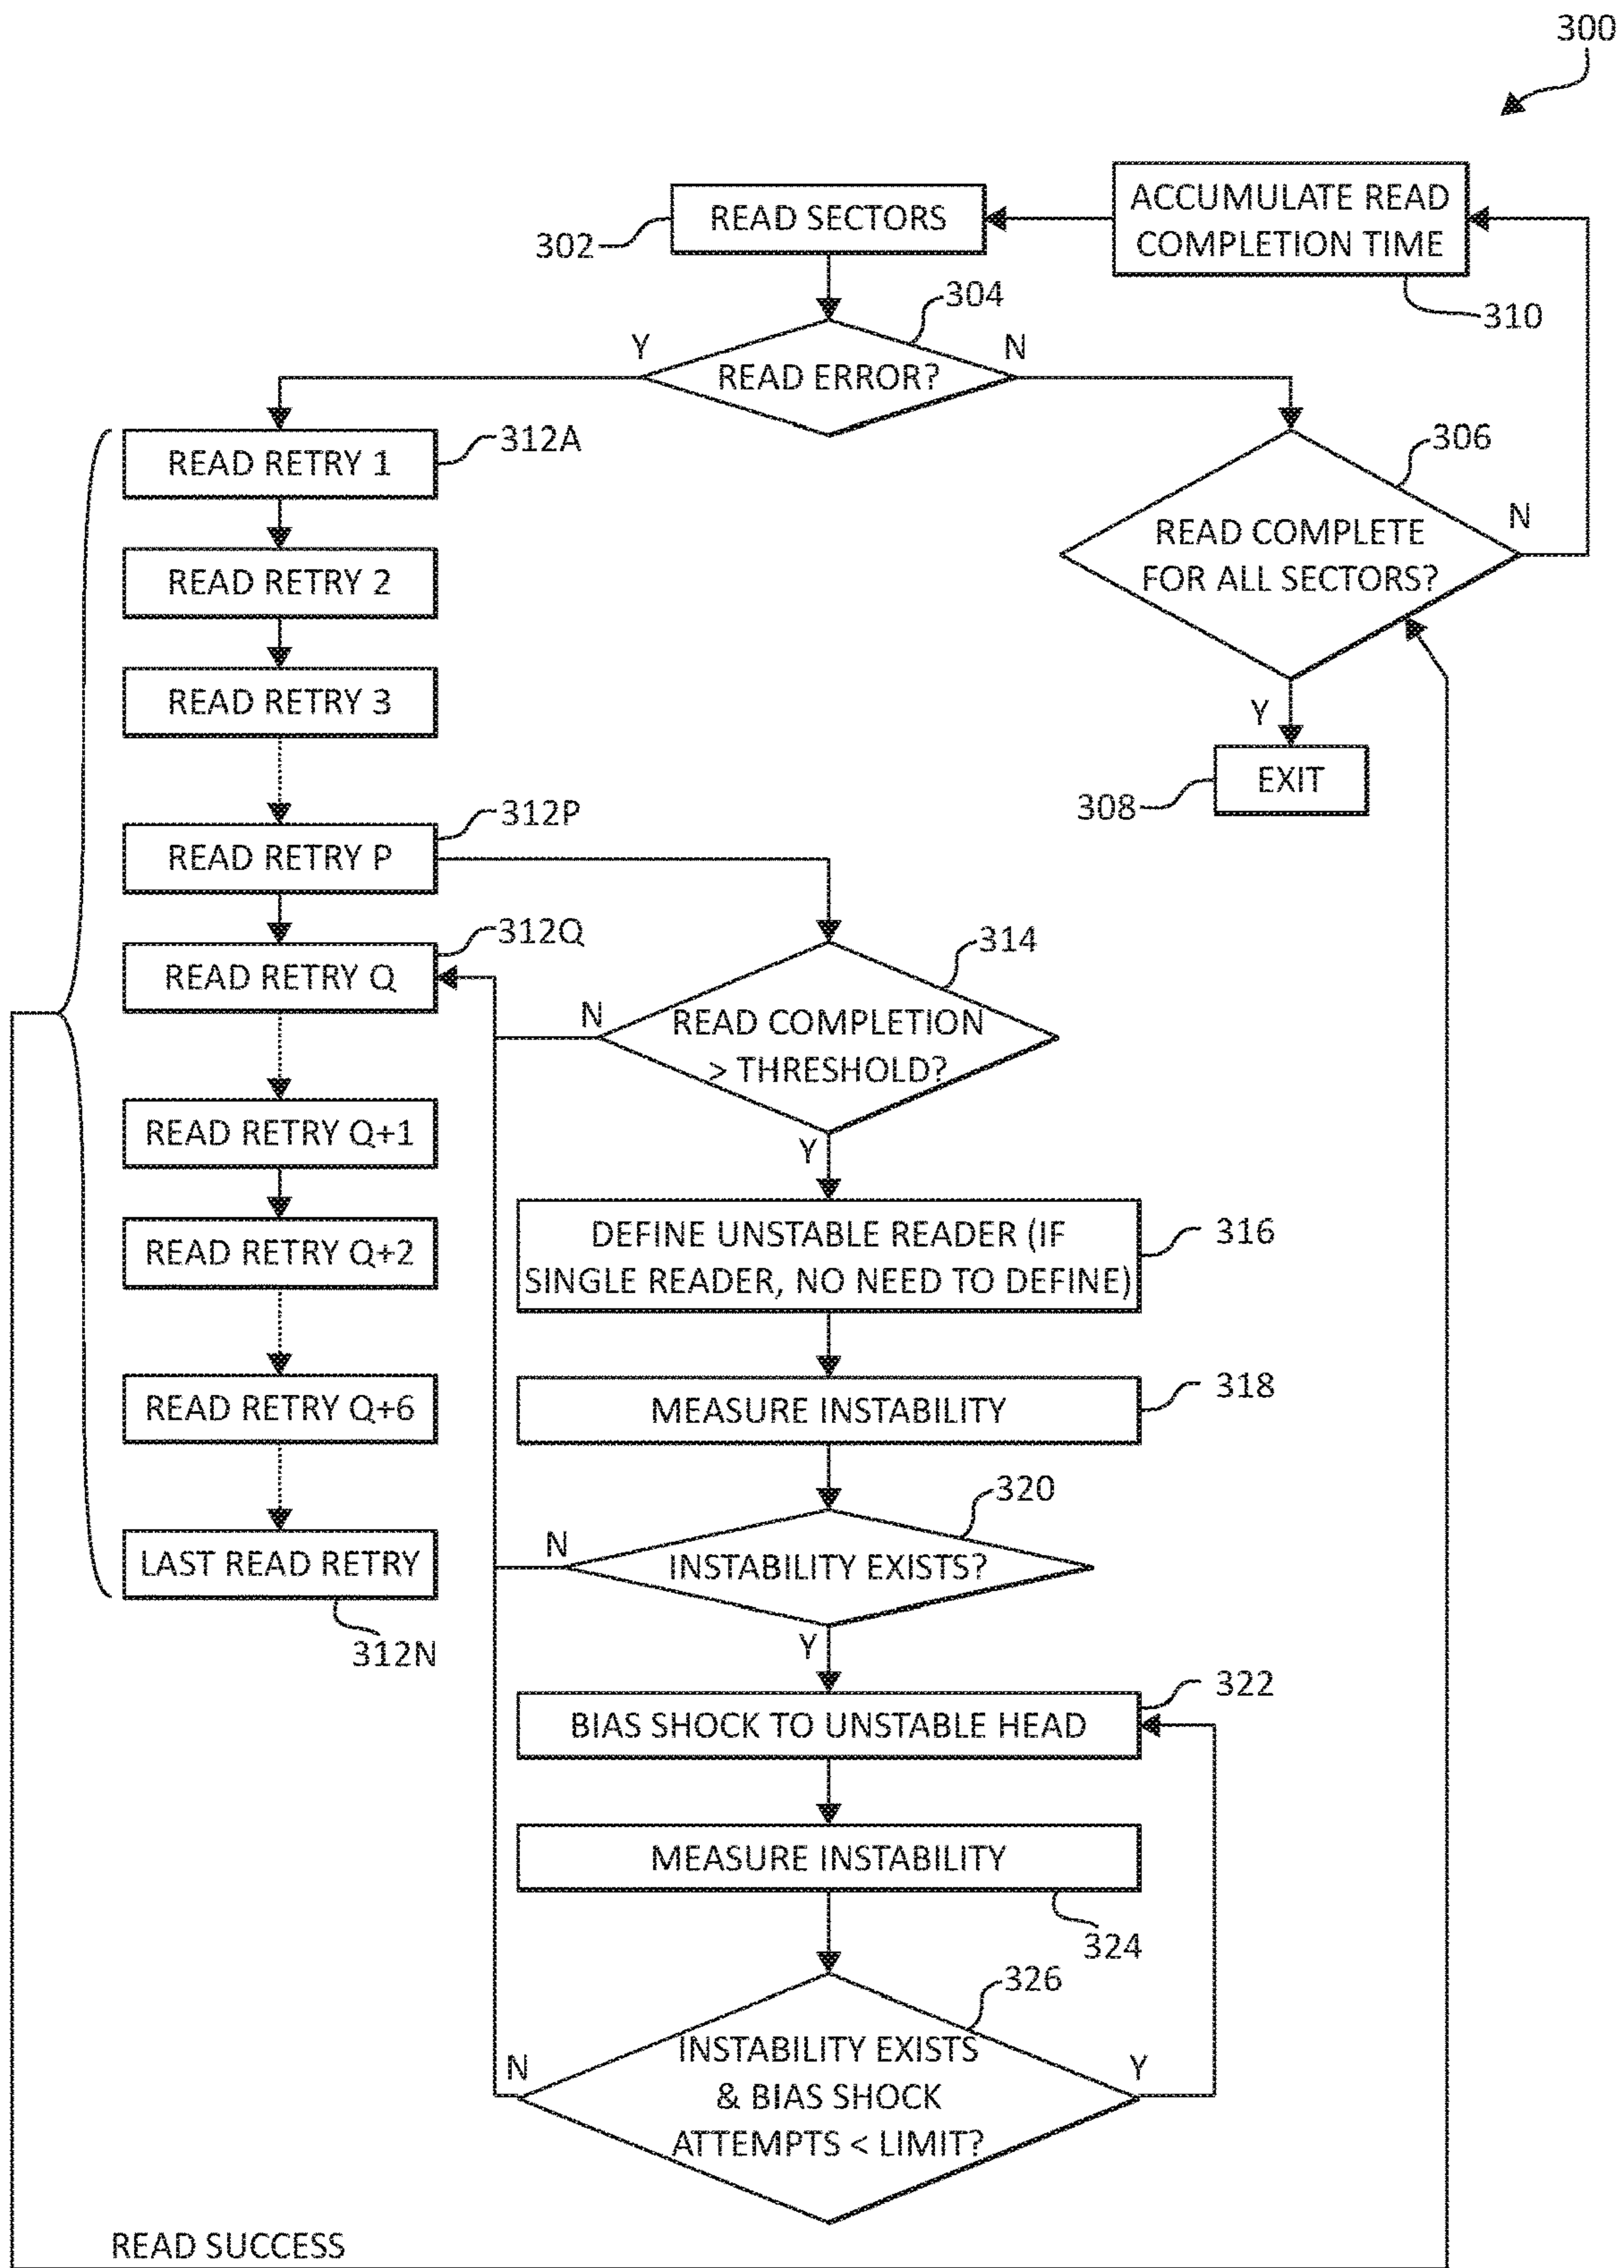 300
READ SECTORS
302
ACCUMULATE READ
COMPLETION TIME
310
304
Y
READ ERROR?
N
READ RETRY 1
312A
306
READ COMPLETE
FOR ALL SECTORS?
N
Y
EXIT
308
READ RETRY 2
READ RETRY 3
READ RETRY P
312P
READ RETRY Q
312Q
314
N
READ COMPLETION
> THRESHOLD?
Y
READ RETRY Q+1
READ RETRY Q+2
READ RETRY Q+6
LAST READ RETRY
312N
DEFINE UNSTABLE READER (IF
SINGLE READER, NO NEED TO DEFINE)
316
MEASURE INSTABILITY
318
320
N
INSTABILITY EXISTS?
Y
BIAS SHOCK TO UNSTABLE HEAD
322
MEASURE INSTABILITY
324
326
N
INSTABILITY EXISTS
& BIAS SHOCK
ATTEMPTS < LIMIT?
Y
READ SUCCESS